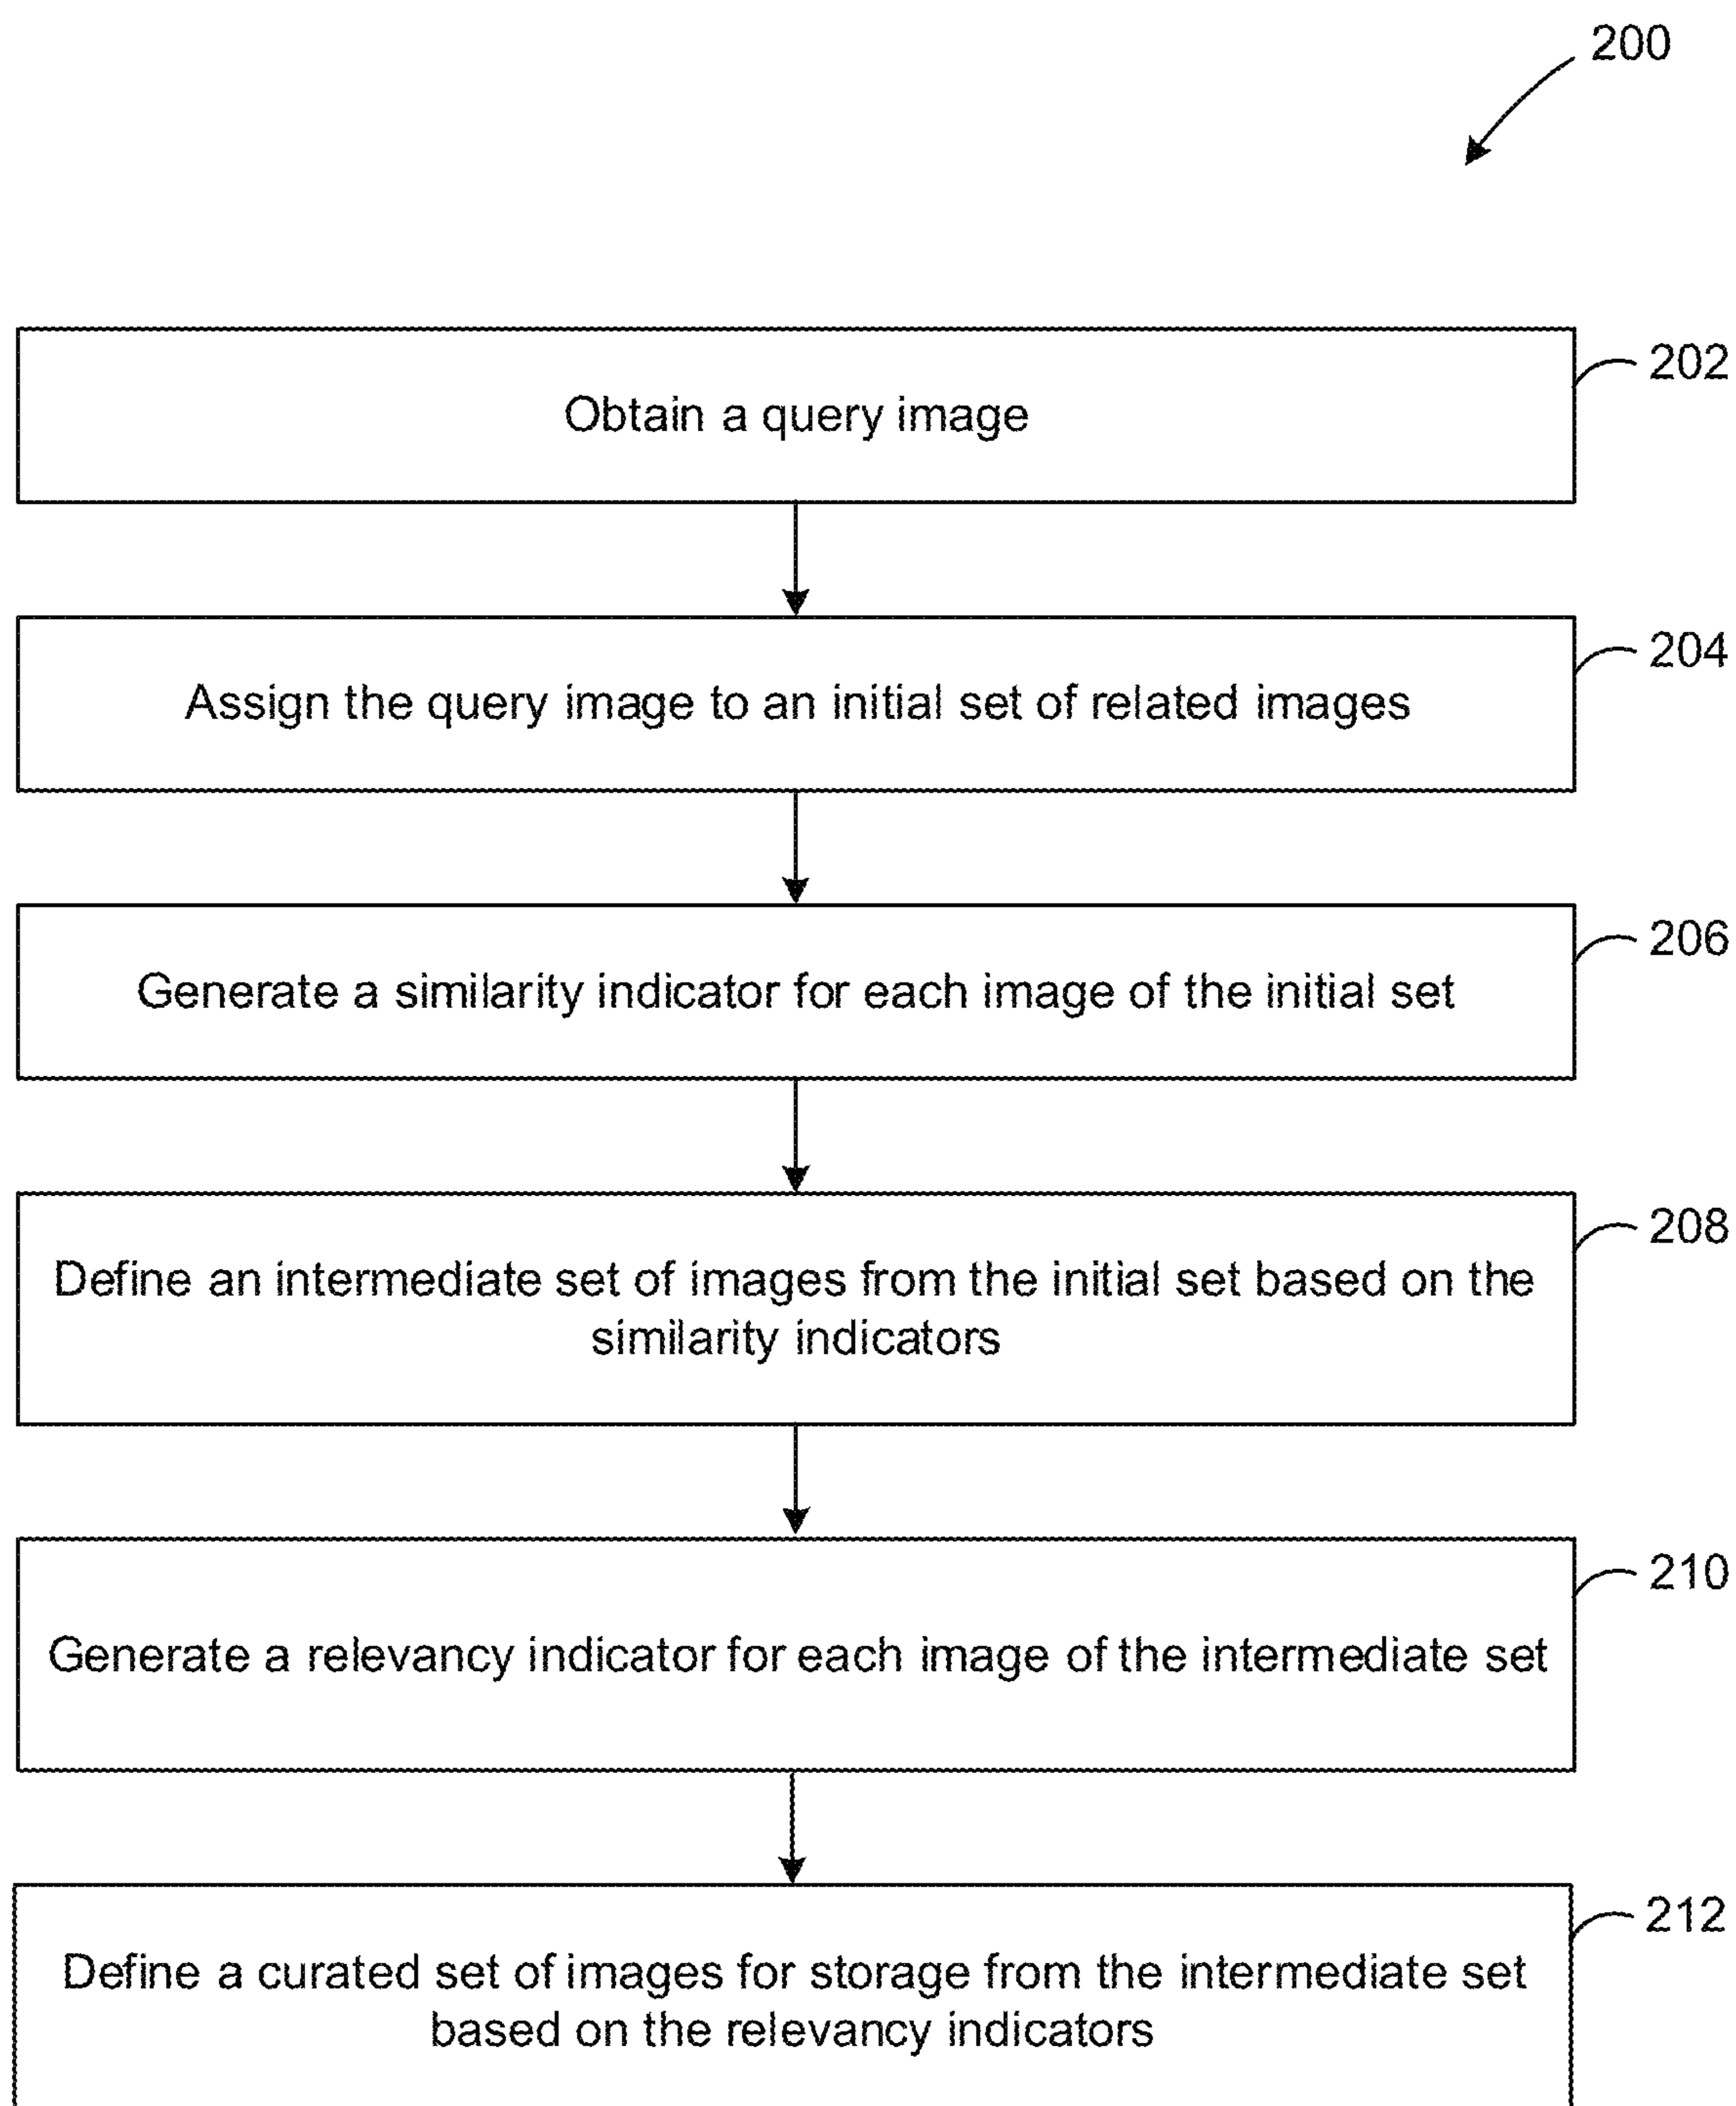 200
202
Obtain a query image
204
Assign the query image to an initial set of related images
206
Generate a similarity indicator for each image of the initial set
208
Define an intermediate set of images from the initial set based on the
similarity indicators
210
Generate a relevancy indicator for each image of the intermediate set
212
Define a curated set of images for storage from the intermediate set
based on the relevancy indicators